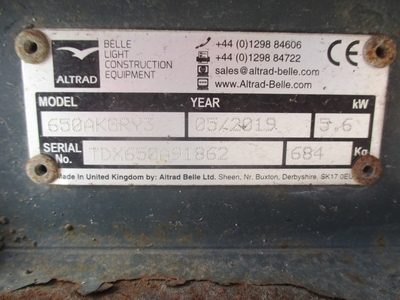 ALTRAD
BELLE
LIGHT
CONSTRUCTION
EQUIPMENT
+44 (0)1298 84606
+44 (0)1298 84722
sales@altrad-belle.com
www.Altrad-Belle.com
CE
MODEL YEAR kW
650AKGRY3 05/2019 5.6
SERIAL No. TDX650A91862 684 Kg
Made in United Kingdom by: Altrad Belle Ltd. Sheen, Nr. Buxton, Derbyshire, SK17 0EU